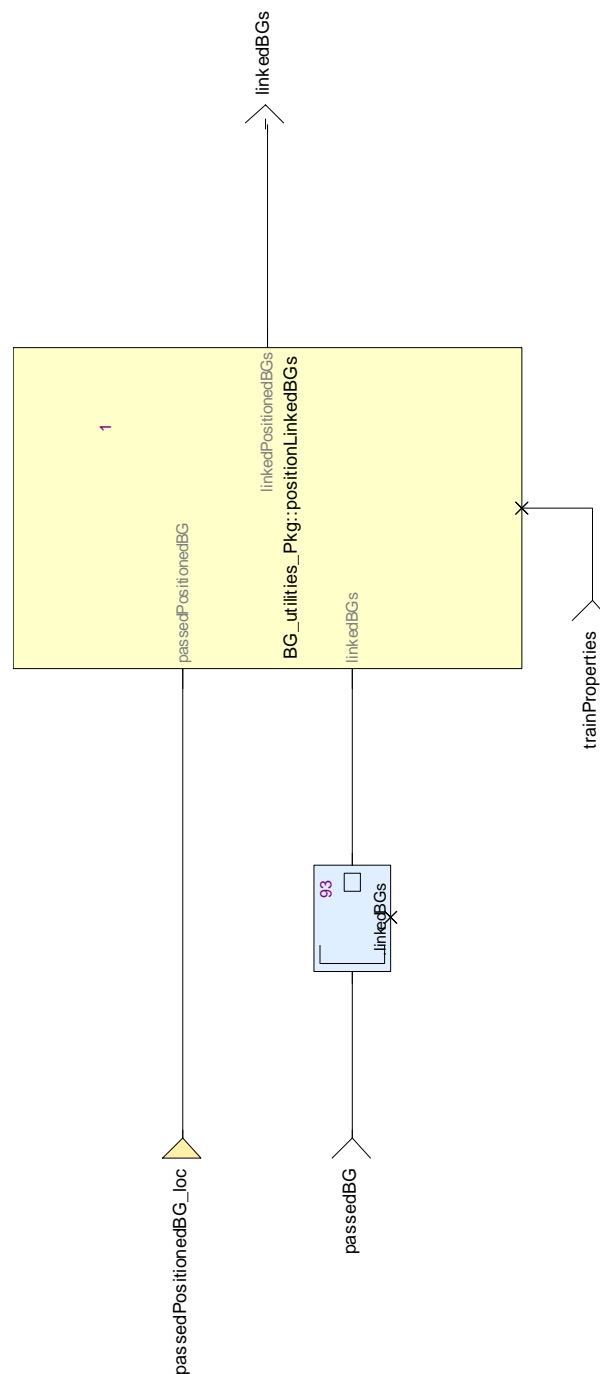 passedPositionedBG_loc
passedBG
93
.linkedBGs
1
passedPositionedBG
linkedPositionedBGs
BG_utilities_Pkg::positionLinkedBGs
linkedBGs
trainProperties
linkedBGs